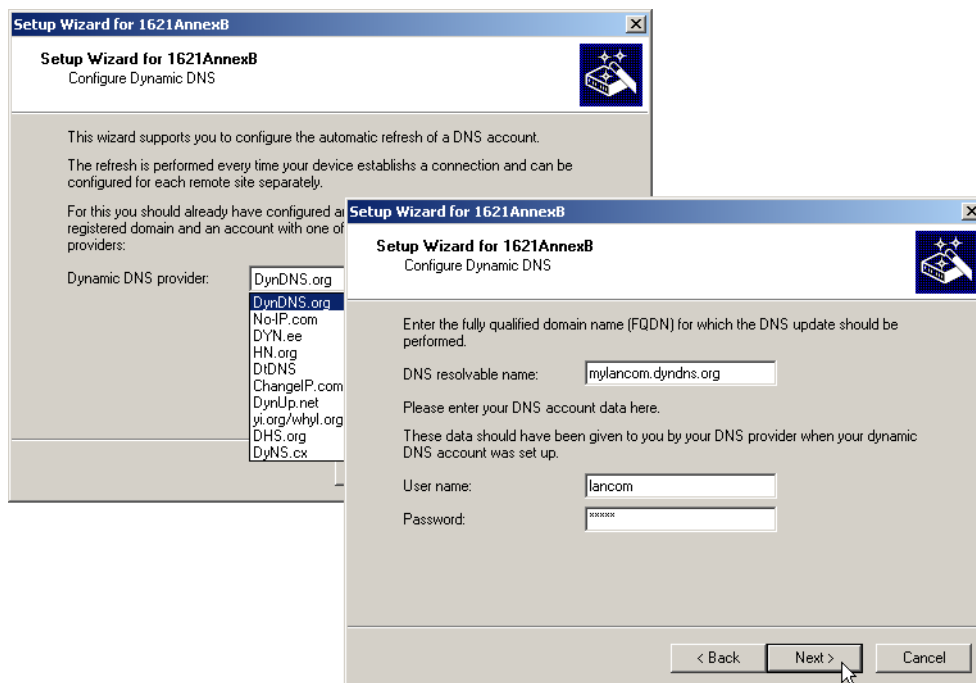 Setup Wizard for 1621AnnexB
Setup Wizard for 1621AnnexB
Configure Dynamic DNS
This wizard supports you to configure the automatic refresh of a DNS account.
The refresh is performed every time your device establishs a connection and can be
configured for each remote site separately.
For this you should already have configured
registered domain and an account with one of
providers:
Dynamic DNS provider:
DynDNS.org
DynDNS.org
No-IP.com
DYN.ee
HN.org
DtDNS
ChangeIP.com
DynUp.net
yi.org/whyI.org
DHS.org
DyNS.cx
Setup Wizard for 1621AnnexB
Setup Wizard for 1621AnnexB
Configure Dynamic DNS
Enter the fully qualified domain name (FQDN) for which the DNS update should be
performed.
DNS resolvable name:
mylancom.dyndns.org
Please enter your DNS account data here.
These data should have been given to you by your DNS provider when your dynamic
DNS account was set up.
User name:
lancom
Password:
*****
< Back
Next >
Cancel